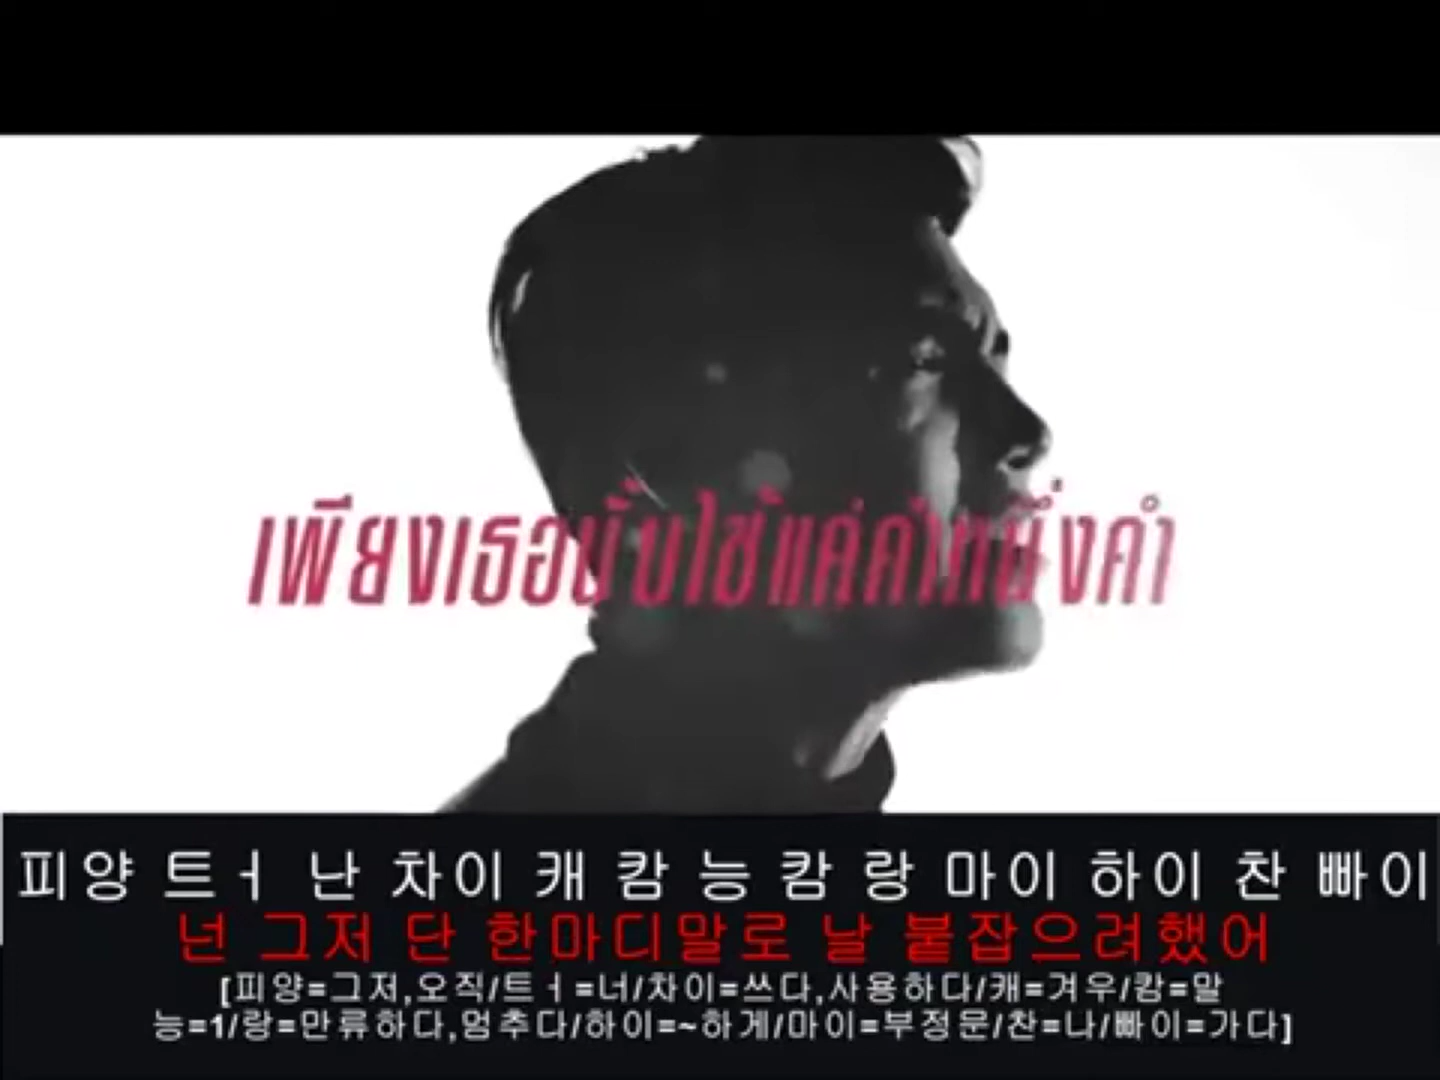 เพียงเธอนั้นใช้แค่คำหนึ่งคำ
피양 트ㅓ 난 차이 캐 캄 능 캄 랑 마이 하이 찬 빠이
넌 그저 단 한마디말로 날 붙잡으려했어
[피양=그저,오직/트ㅓ=너/차이=쓰다,사용하다/캐=겨우/캄=말
능=1/랑=만류하다,멈추다/하이=~하게/마이=부정문/찬=나/빠이=가다]